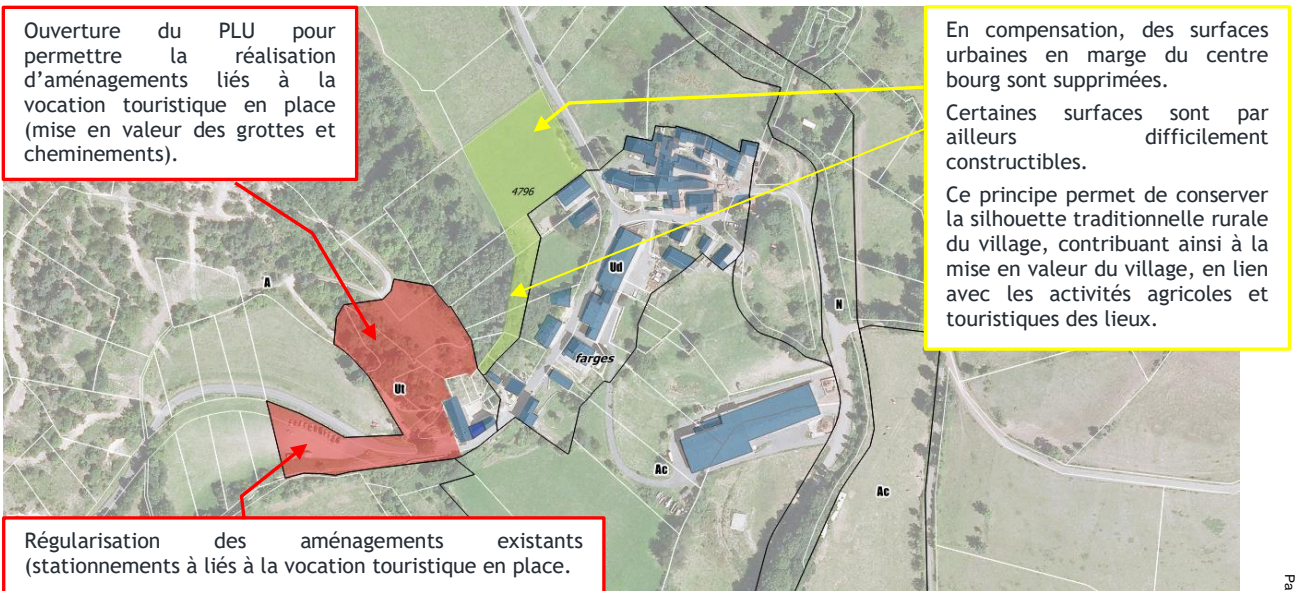 Ouverture du PLU pour
permettre la réalisation
d'aménagements liés à la
vocation touristique en place
(mise en valeur des grottes et
cheminements).
En compensation, des surfaces
urbaines en marge du centre
bourg sont supprimées.
Certaines surfaces sont par
ailleurs difficilement
constructibles.
Ce principe permet de conserver
la silhouette traditionnelle rurale
du village, contribuant ainsi à la
mise en valeur du village, en lien
avec les activités agricoles et
touristiques des lieux.
4796
A
Ud
N
farges
Ut
Ac
Ac
Régularisation des aménagements existants
(stationnements à liés à la vocation touristique en place.
Pa